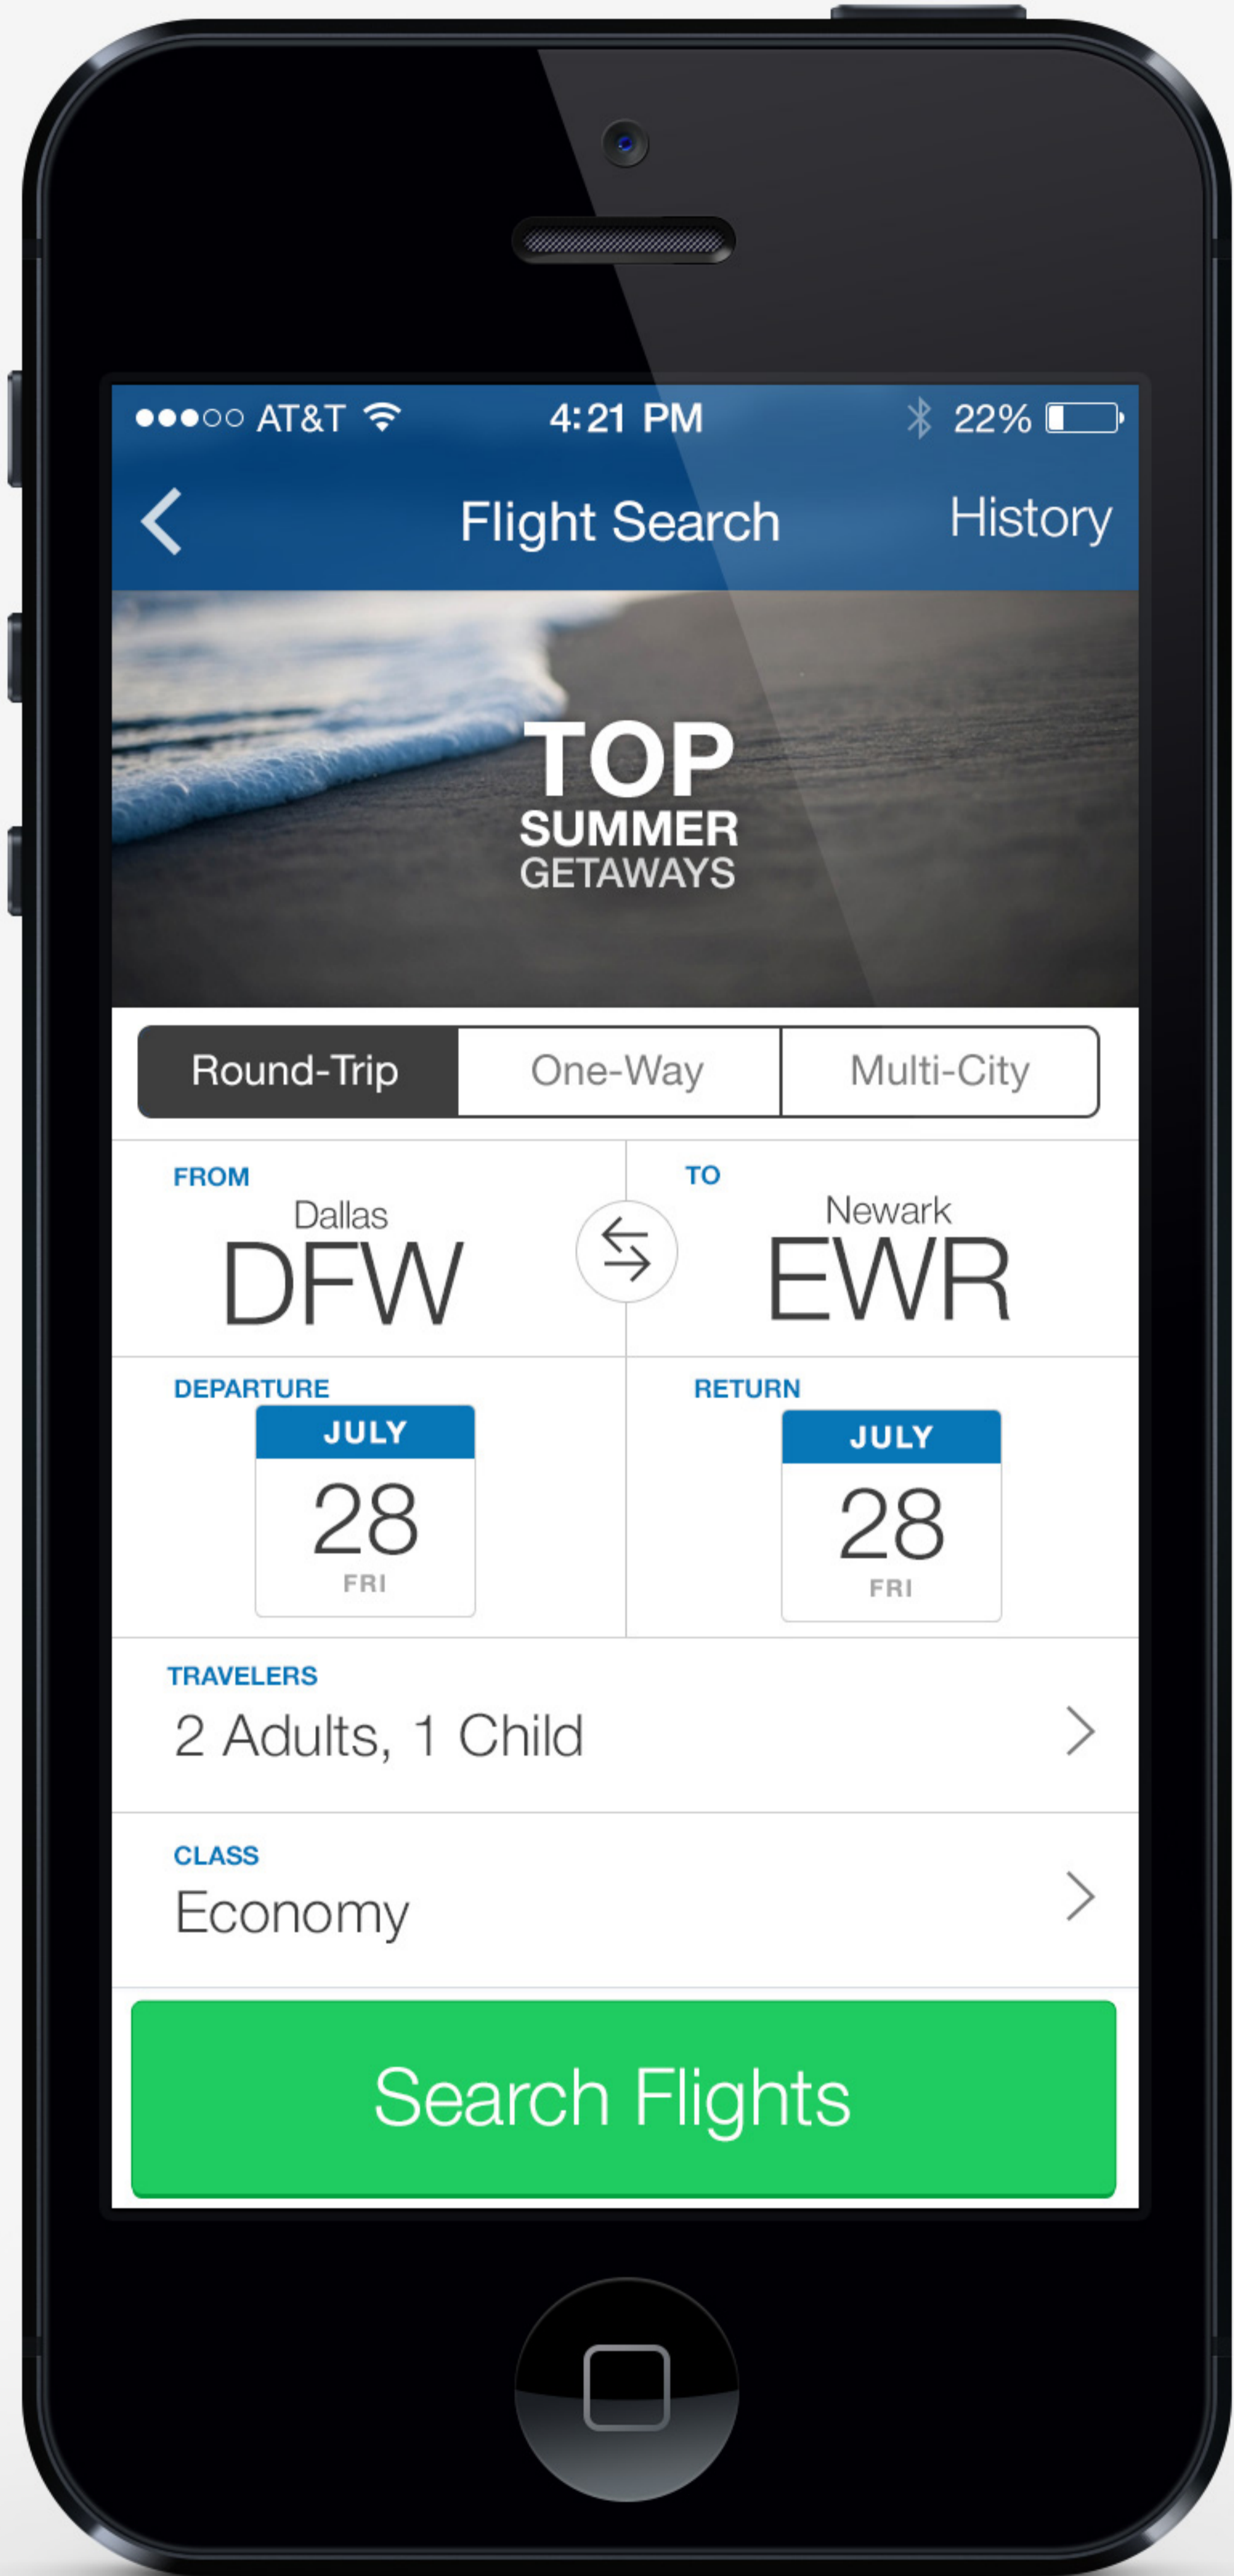 AT&T 4:21 PM 22%
Flight Search History
TOP
SUMMER
GETAWAYS
Round-Trip One-Way Multi-City
FROM TO
Dallas Newark
DFW EWR
DEPARTURE RETURN
JULY JULY
28 28
FRI FRI
TRAVELERS
2 Adults, 1 Child
CLASS
Economy
Search Flights